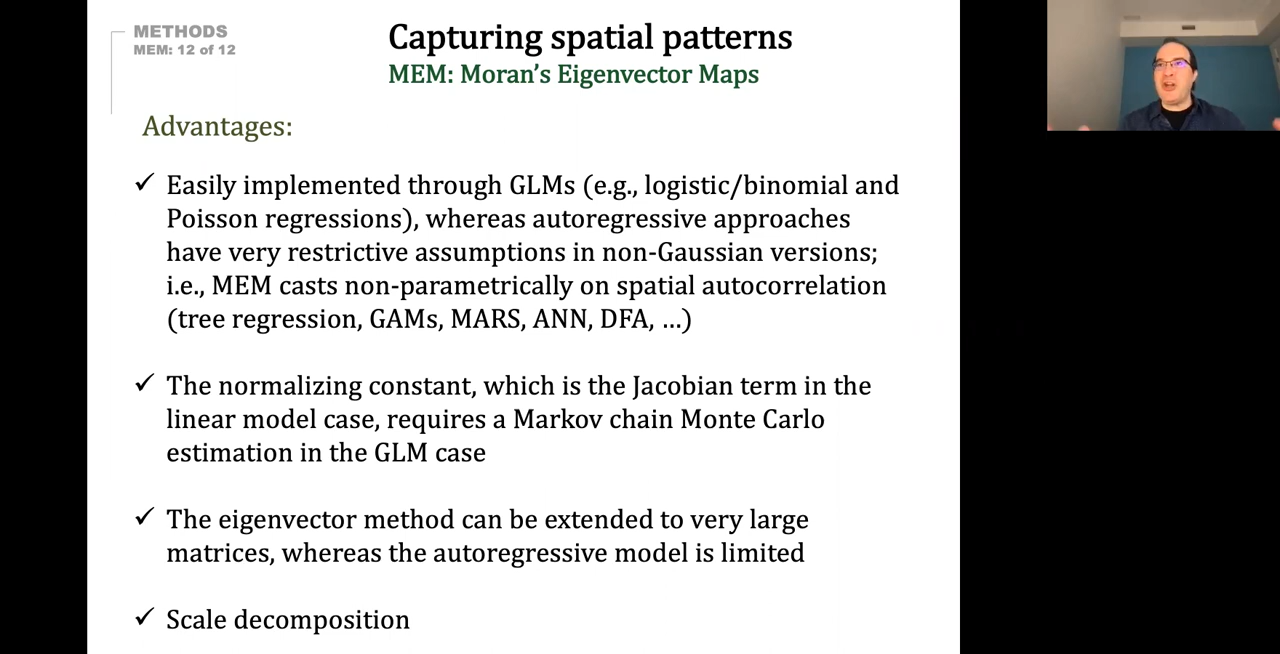 METHODS
MEM: 12 of 12
Capturing spatial patterns
MEM: Moran’s Eigenvector Maps
Advantages:
✓ Easily implemented through GLMs (e.g., logistic/binomial and
Poisson regressions), whereas autoregressive approaches
have very restrictive assumptions in non-Gaussian versions;
i.e., MEM casts non-parametrically on spatial autocorrelation
(tree regression, GAMs, MARS, ANN, DFA, ...)
✓ The normalizing constant, which is the Jacobian term in the
linear model case, requires a Markov chain Monte Carlo
estimation in the GLM case
✓ The eigenvector method can be extended to very large
matrices, whereas the autoregressive model is limited
✓ Scale decomposition